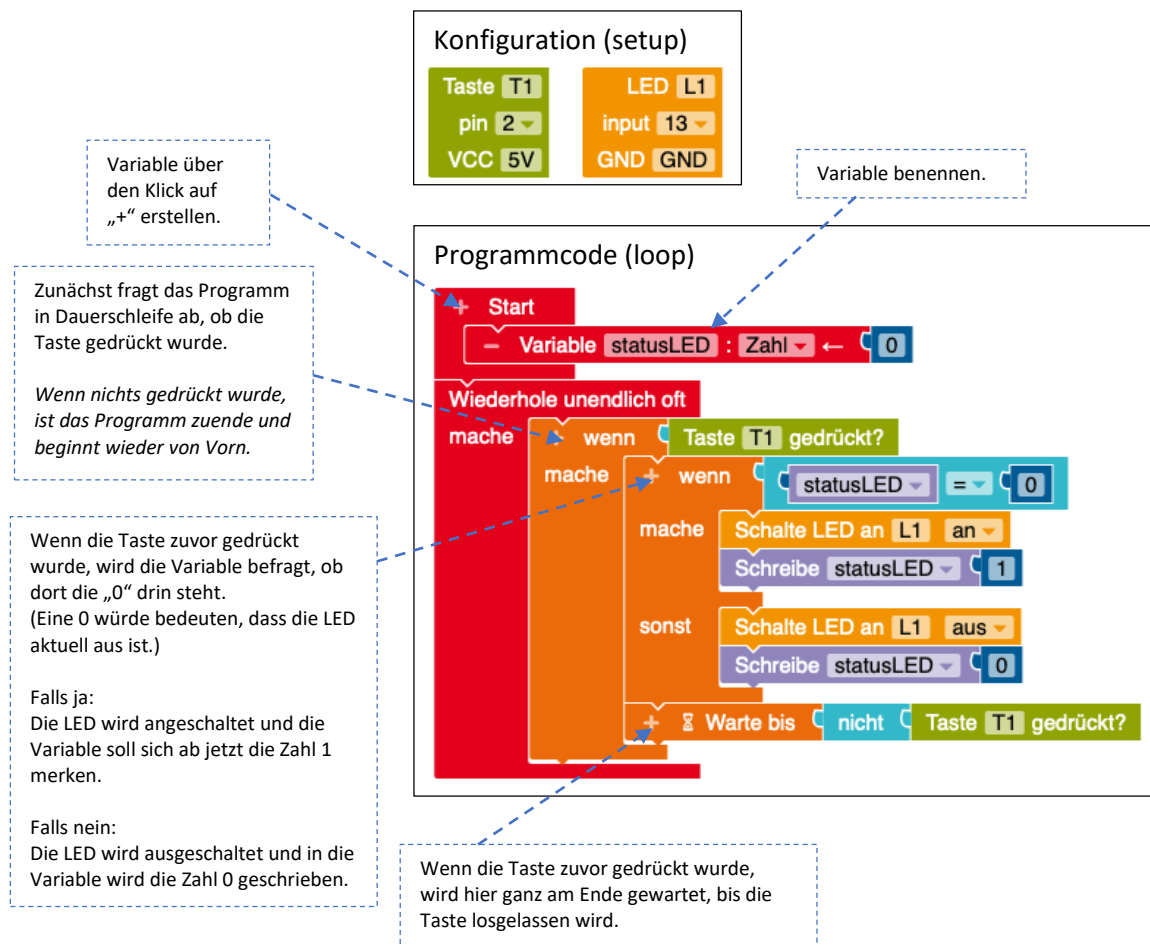 Konfiguration (setup)
Taste T1
pin 2
VCC 5V
LED L1
input 13
GND GND
Variable über
den Klick auf
„+“ erstellen.
Variable benennen.
Zunächst fragt das Programm
in Dauerschleife ab, ob die
Taste gedrückt wurde.
Wenn nichts gedrückt wurde,
ist das Programm zuende und
beginnt wieder von Vorn.
Wenn die Taste zuvor gedrückt
wurde, wird die Variable befragt, ob
dort die „0“ drin steht.
(Eine 0 würde bedeuten, dass die LED
aktuell aus ist.)
Falls ja:
Die LED wird angeschaltet und die
Variable soll sich ab jetzt die Zahl 1
merken.
Falls nein:
Die LED wird ausgeschaltet und in die
Variable wird die Zahl 0 geschrieben.
Programmcode (loop)
+ Start
− Variable statusLED : Zahl ← 0
Wiederhole unendlich oft
mache + wenn Taste T1 gedrückt?
mache + wenn statusLED = 0
mache Schalte LED an L1 an
Schreibe statusLED 1
sonst Schalte LED an L1 aus
Schreibe statusLED 0
+ Warte bis nicht Taste T1 gedrückt?
Wenn die Taste zuvor gedrückt wurde,
wird hier ganz am Ende gewartet, bis die
Taste losgelassen wird.